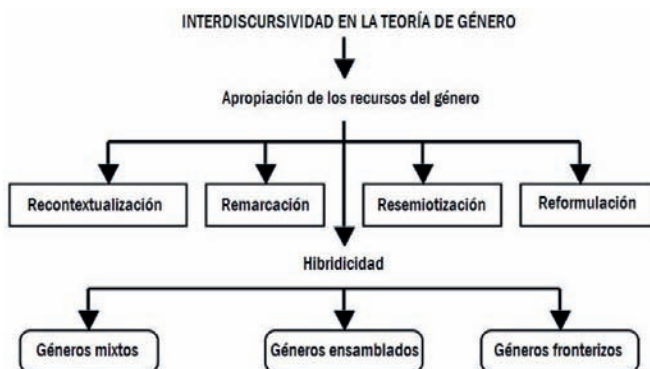 INTERDISCURSIVIDAD EN LA TEORÍA DE GÉNERO
Apropiación de los recursos del género
Recontextualización
Remarcación
Resemiotización
Reformulación
Hibridicidad
Géneros mixtos
Géneros ensamblados
Géneros fronterizos